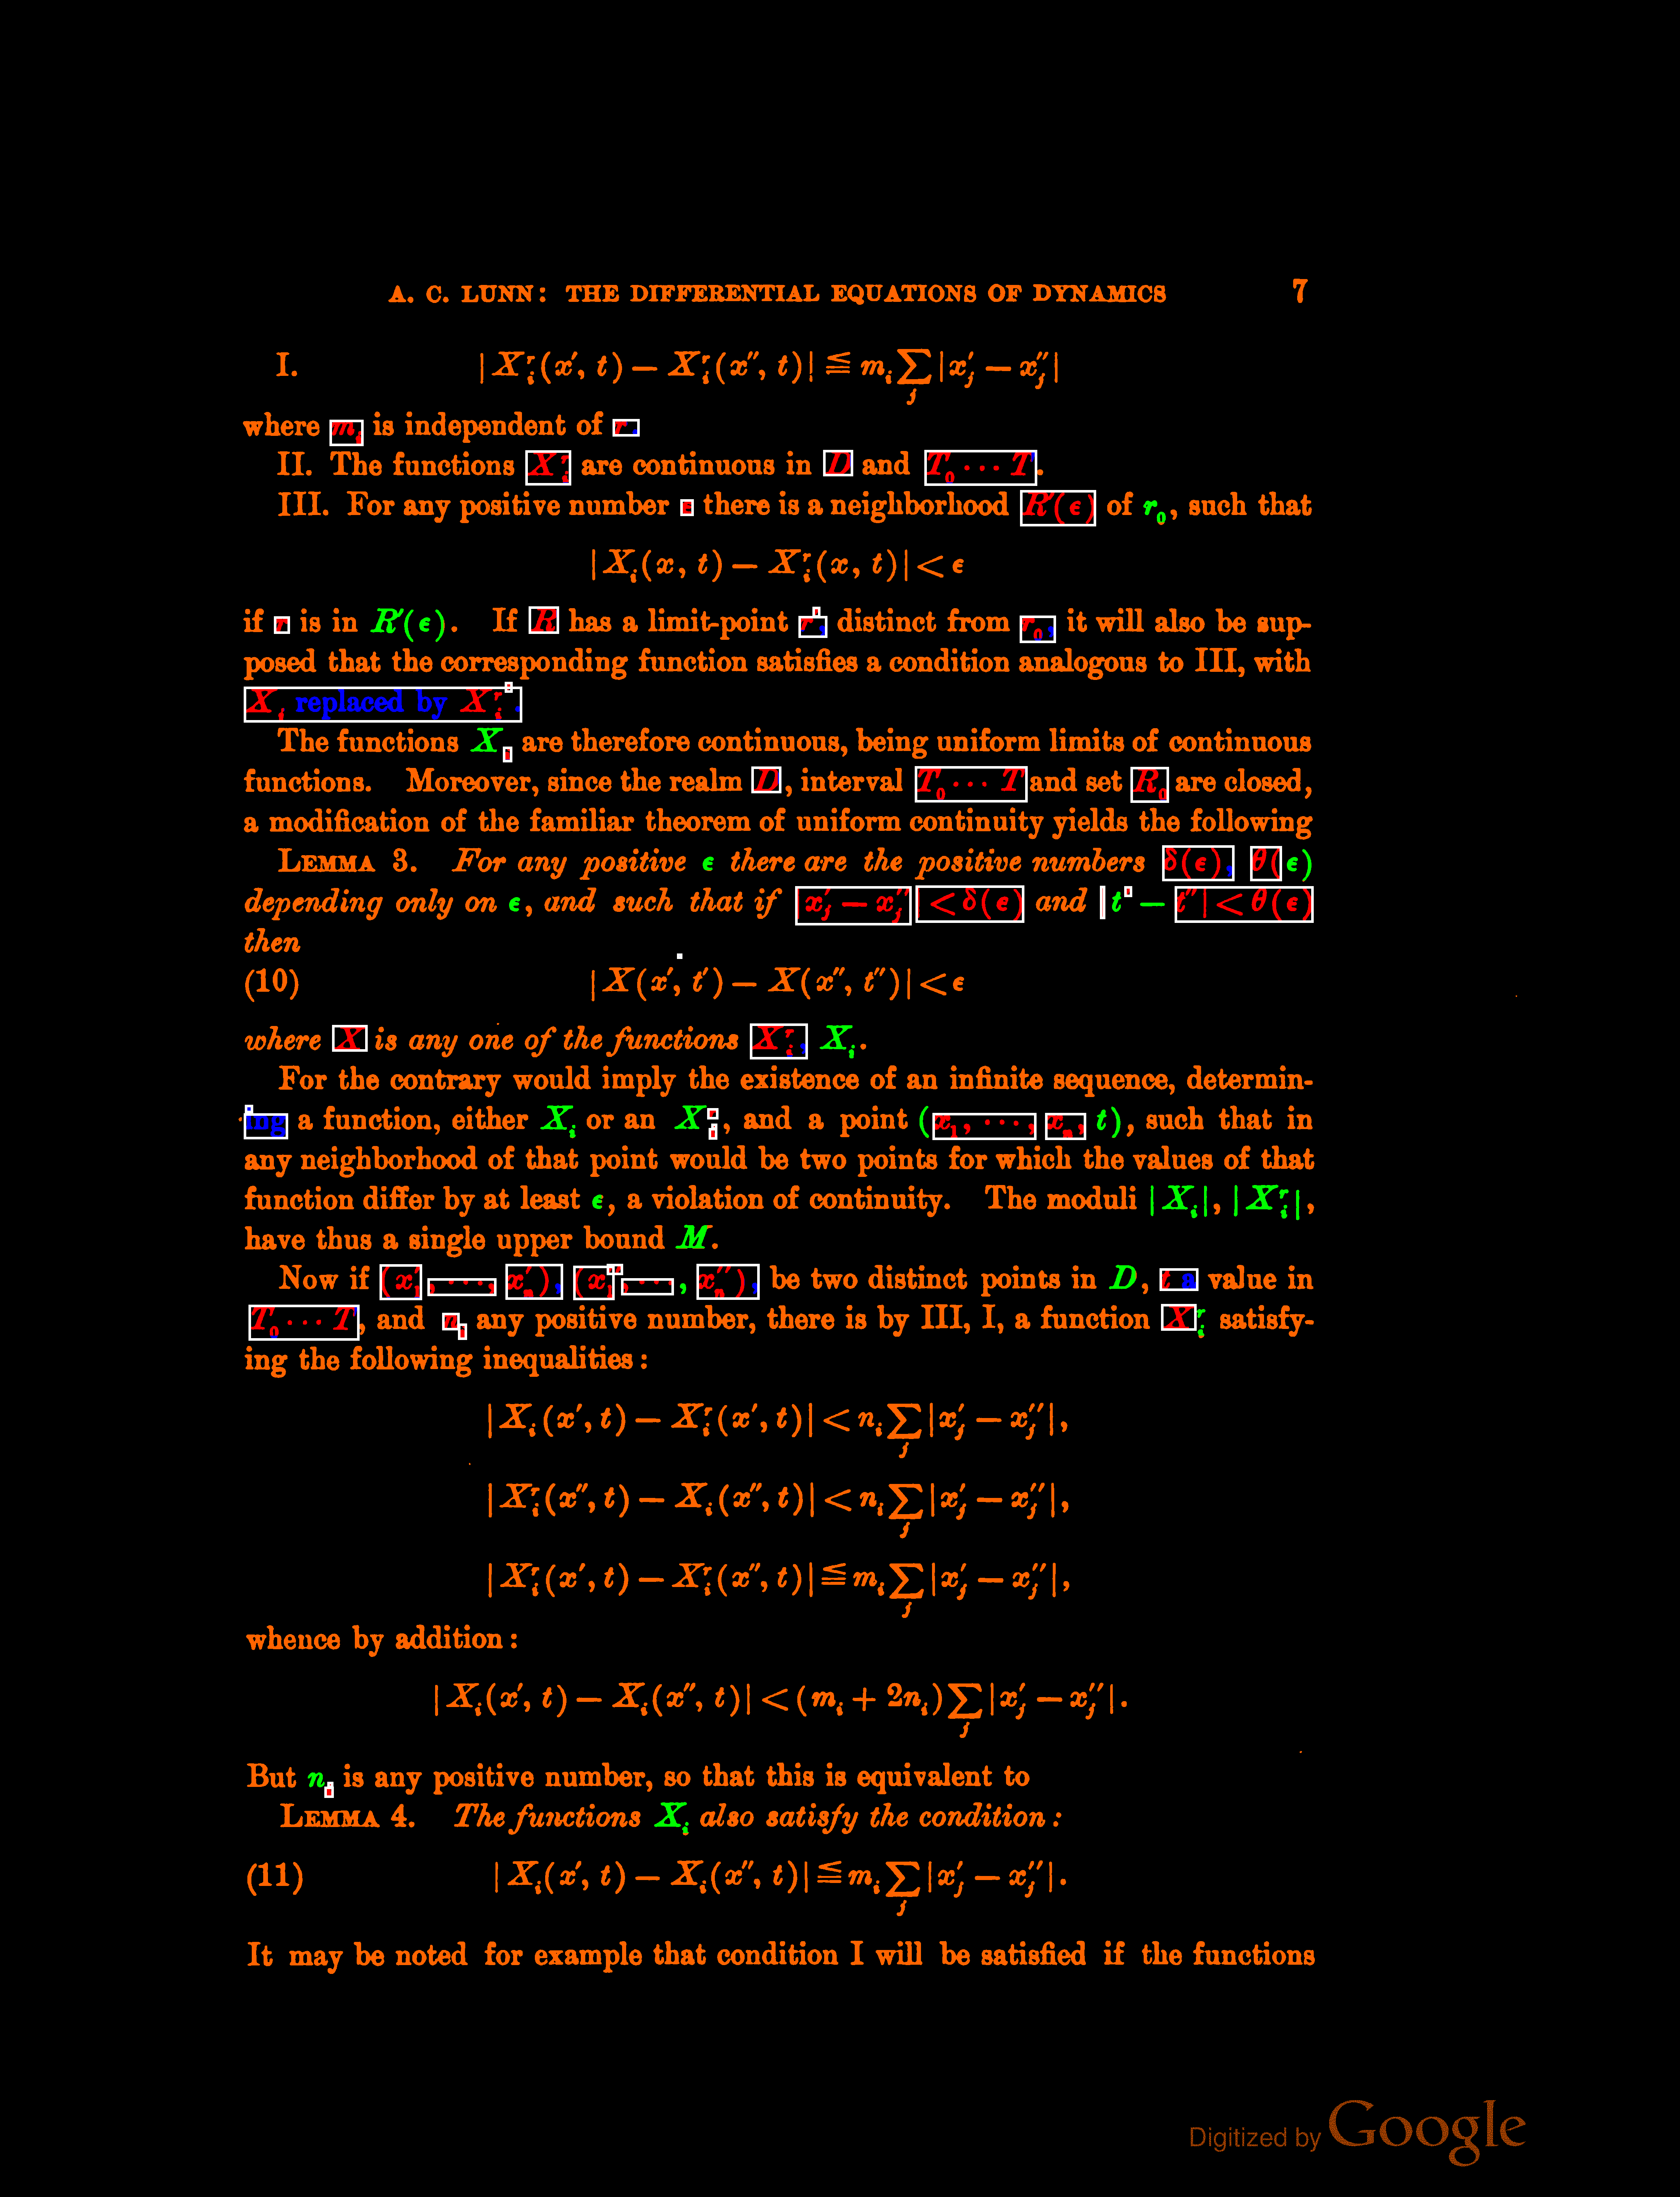 A. C. LUNN: THE DIFFERENTIAL EQUATIONS OF DYNAMICS 7
I. | X_i^r(x′, t) − X_i^r(x″, t)| ≦ m_i ∑_j |x′_j − x″_j|
where m_i is independent of r.
II. The functions X_i^r are continuous in D and T_0 ··· T.
III. For any positive number ϵ there is a neighborhood R′(ϵ) of r_0, such that
| X_i(x, t) − X_i^r(x, t)| < ϵ
if r is in R′(ϵ). If R has a limit-point r′, distinct from r_0, it will also be sup-
posed that the corresponding function satisfies a condition analogous to III, with
X_i replaced by X_i^r′.
The functions X_i are therefore continuous, being uniform limits of continuous
functions. Moreover, since the realm D, interval T_0 ··· T and set R_0 are closed,
a modification of the familiar theorem of uniform continuity yields the following
LEMMA 3. For any positive ϵ there are the positive numbers δ(ϵ), θ(ϵ)
depending only on ϵ, and such that if |x′_j − x″_j| < δ(ϵ) and |t′ − t″| < θ(ϵ)
then
(10) | X(x′, t′) − X(x″, t″)| < ϵ
where X is any one of the functions X_i^r, X_i.
For the contrary would imply the existence of an infinite sequence, determin-
ing a function, either X_i or an X_i^r, and a point (x_1, ···, x_n, t), such that in
any neighborhood of that point would be two points for which the values of that
function differ by at least ϵ, a violation of continuity. The moduli | X_i|, | X_i^r|,
have thus a single upper bound M.
Now if (x′_1, ···, x′_n), (x″_1, ···, x″_n), be two distinct points in D, t a value in
T_0 ··· T, and n_i any positive number, there is by III, I, a function X_i^r satisfy-
ing the following inequalities:
| X_i(x′, t) − X_i^r(x′, t)| < n_i ∑_j |x′_j − x″_j|,
| X_i^r(x″, t) − X_i(x″, t)| < n_i ∑_j |x′_j − x″_j|,
| X_i^r(x′, t) − X_i^r(x″, t)| ≦ m_i ∑_j |x′_j − x″_j|,
whence by addition:
| X_i(x′, t) − X_i(x″, t)| < (m_i + 2n_i) ∑_j |x′_j − x″_j|.
But n_i is any positive number, so that this is equivalent to
LEMMA 4. The functions X_i also satisfy the condition:
(11) | X_i(x′, t) − X_i(x″, t)| ≦ m_i ∑_j |x′_j − x″_j|.
It may be noted for example that condition I will be satisfied if the functions
Digitized by Google